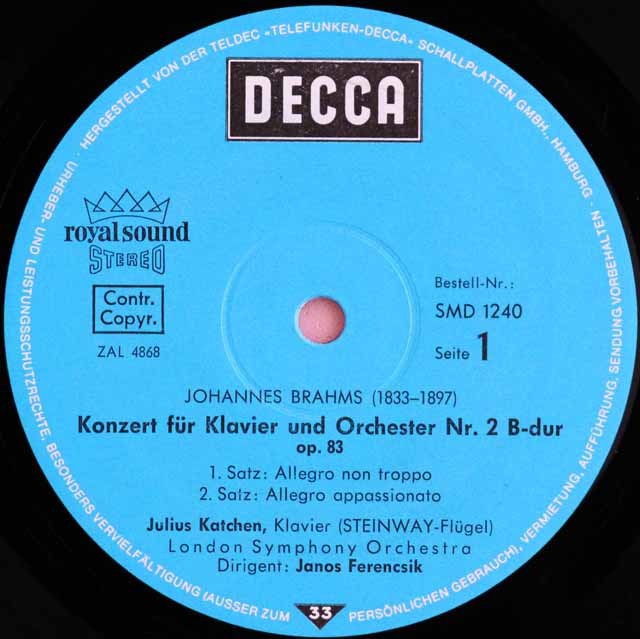 HERGESTELLT VON DER TELDEC »TELEFUNKEN-DECCA« SCHALLPLATTEN GMBH., HAMBURG ·
URHEBER- UND LEISTUNGSSCHUTZRECHTE, BESONDERS VERVIELFÄLTIGUNG (AUSSER ZUM PERSÖNLICHEN GEBRAUCH), VERMIETUNG, AUFFÜHRUNG, SENDUNG VORBEHALTEN ·
DECCA
royal sound
STEREO
Contr.
Copyr.
ZAL 4868
Bestell-Nr.:
SMD 1240
Seite 1
JOHANNES BRAHMS (1833–1897)
Konzert für Klavier und Orchester Nr. 2 B-dur
op. 83
1. Satz: Allegro non troppo
2. Satz: Allegro appassionato
Julius Katchen, Klavier (STEINWAY-Flügel)
London Symphony Orchestra
Dirigent: Janos Ferencsik
33